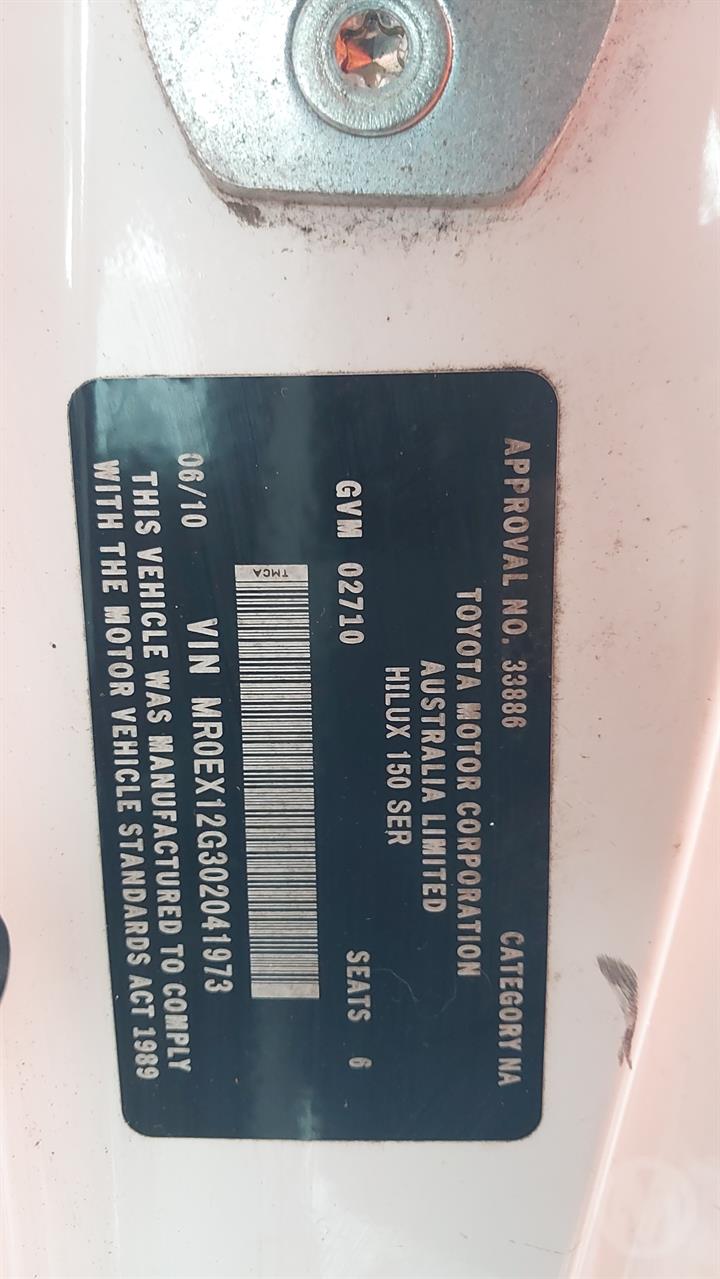 APPROVAL NO. 33886 CATEGORY NA
TOYOTA MOTOR CORPORATION
AUSTRALIA LIMITED
HILUX 150 SER
GVM 02710 SEATS 6
TMCA
06/10 VIN MR0EX12G302041973
THIS VEHICLE WAS MANUFACTURED TO COMPLY
WITH THE MOTOR VEHICLE STANDARDS ACT 1989